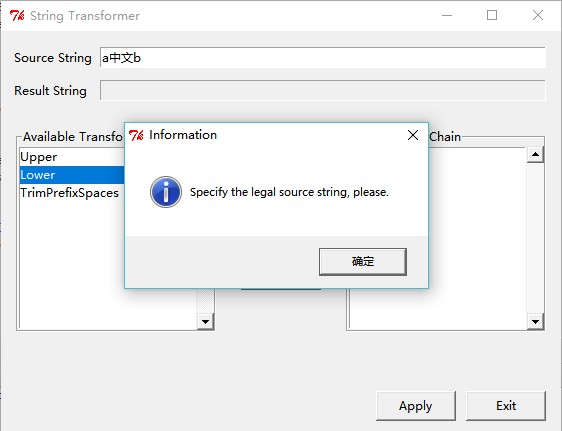 String Transformer
Source String a中文b
Result String
Available Transfo
Chain
Upper
Lower
TrimPrefixSpaces
Information
Specify the legal source string, please.
确定
Apply Exit